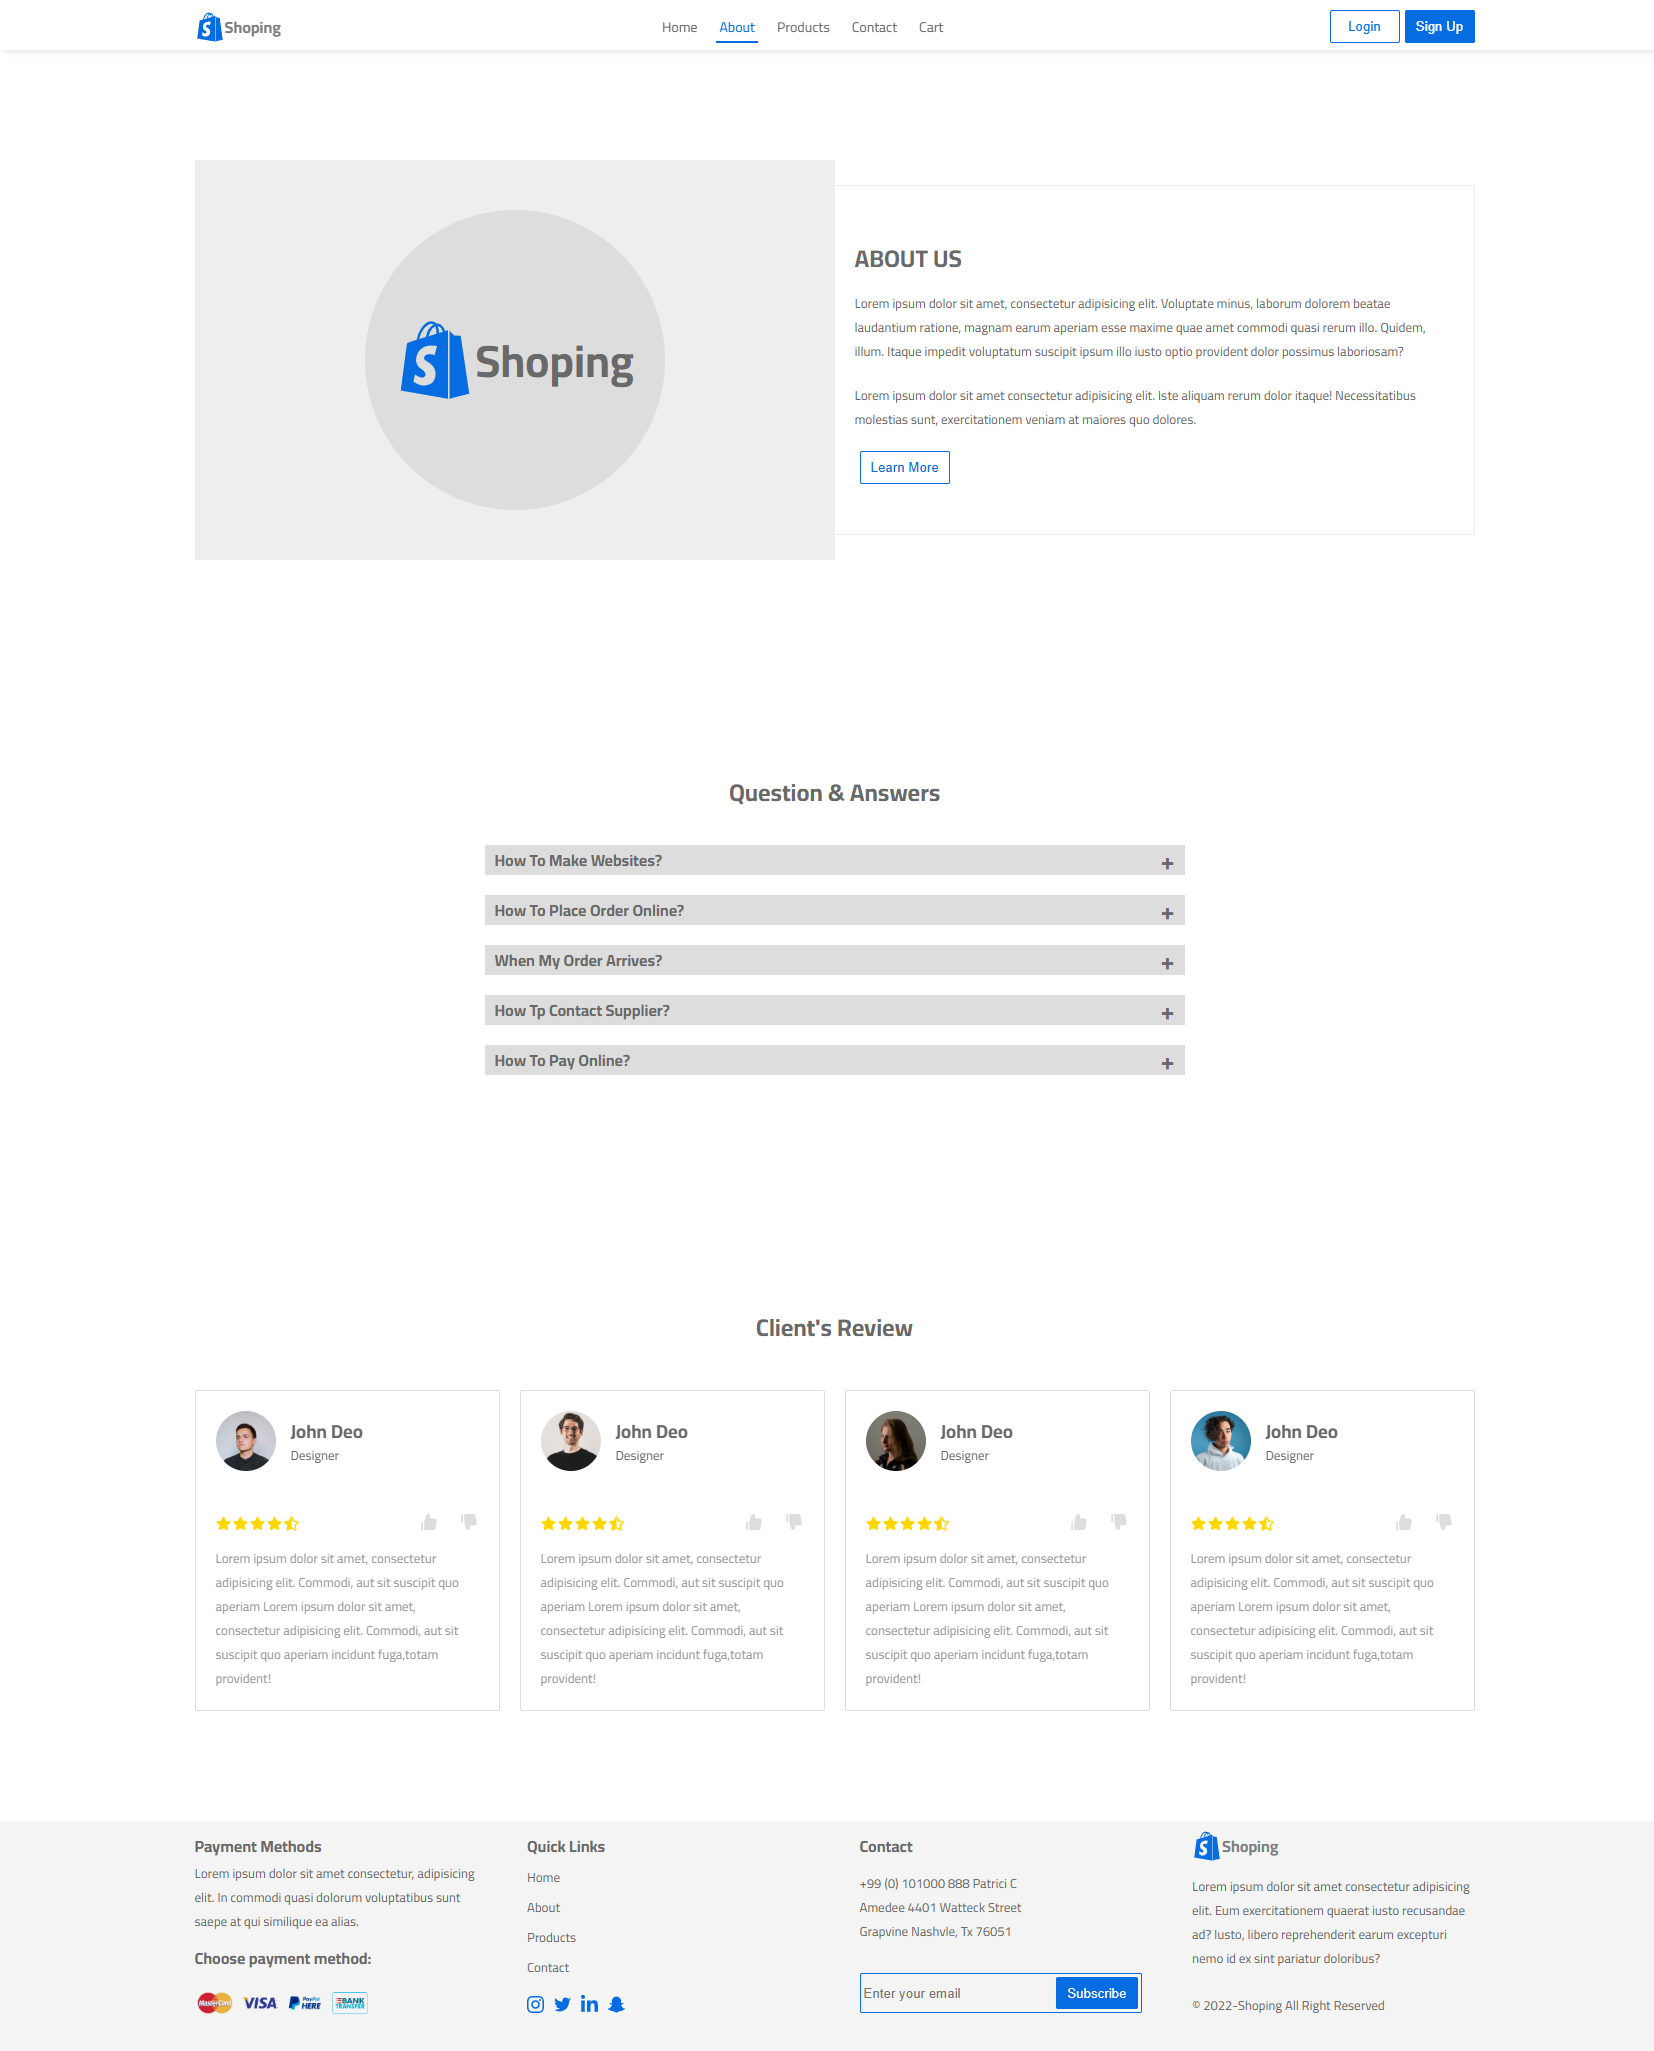 Shoping
Home About Products Contact Cart
Login Sign Up
Shoping
ABOUT US
Lorem ipsum dolor sit amet, consectetur adipisicing elit. Voluptate minus, laborum dolorem beatae
laudantium ratione, magnam earum aperiam esse maxime quae amet commodi quasi rerum illo. Quidem,
illum. Itaque impedit voluptatum suscipit ipsum illo iusto optio provident dolor possimus laboriosam?
Lorem ipsum dolor sit amet consectetur adipisicing elit. Iste aliquam rerum dolor itaque! Necessitatibus
molestias sunt, exercitationem veniam at maiores quo dolores.
Learn More
Question & Answers
How To Make Websites? +
How To Place Order Online? +
When My Order Arrives? +
How Tp Contact Supplier? +
How To Pay Online? +
Client's Review
John Deo
Designer
Lorem ipsum dolor sit amet, consectetur
adipisicing elit. Commodi, aut sit suscipit quo
aperiam Lorem ipsum dolor sit amet,
consectetur adipisicing elit. Commodi, aut sit
suscipit quo aperiam incidunt fuga,totam
provident!
John Deo
Designer
Lorem ipsum dolor sit amet, consectetur
adipisicing elit. Commodi, aut sit suscipit quo
aperiam Lorem ipsum dolor sit amet,
consectetur adipisicing elit. Commodi, aut sit
suscipit quo aperiam incidunt fuga,totam
provident!
John Deo
Designer
Lorem ipsum dolor sit amet, consectetur
adipisicing elit. Commodi, aut sit suscipit quo
aperiam Lorem ipsum dolor sit amet,
consectetur adipisicing elit. Commodi, aut sit
suscipit quo aperiam incidunt fuga,totam
provident!
John Deo
Designer
Lorem ipsum dolor sit amet, consectetur
adipisicing elit. Commodi, aut sit suscipit quo
aperiam Lorem ipsum dolor sit amet,
consectetur adipisicing elit. Commodi, aut sit
suscipit quo aperiam incidunt fuga,totam
provident!
Payment Methods
Lorem ipsum dolor sit amet consectetur, adipisicing
elit. In commodi quasi dolorum voluptatibus sunt
saepe at qui similique ea alias.
Choose payment method:
MasterCard VISA PayPal HERE BANK TRANSFER
Quick Links
Home
About
Products
Contact
Contact
+99 (0) 101000 888 Patrici C
Amedee 4401 Watteck Street
Grapvine Nashvle, Tx 76051
Enter your email Subscribe
Shoping
Lorem ipsum dolor sit amet consectetur adipisicing
elit. Eum exercitationem quaerat iusto recusandae
ad? Iusto, libero reprehenderit earum excepturi
nemo id ex sint pariatur doloribus?
© 2022-Shoping All Right Reserved